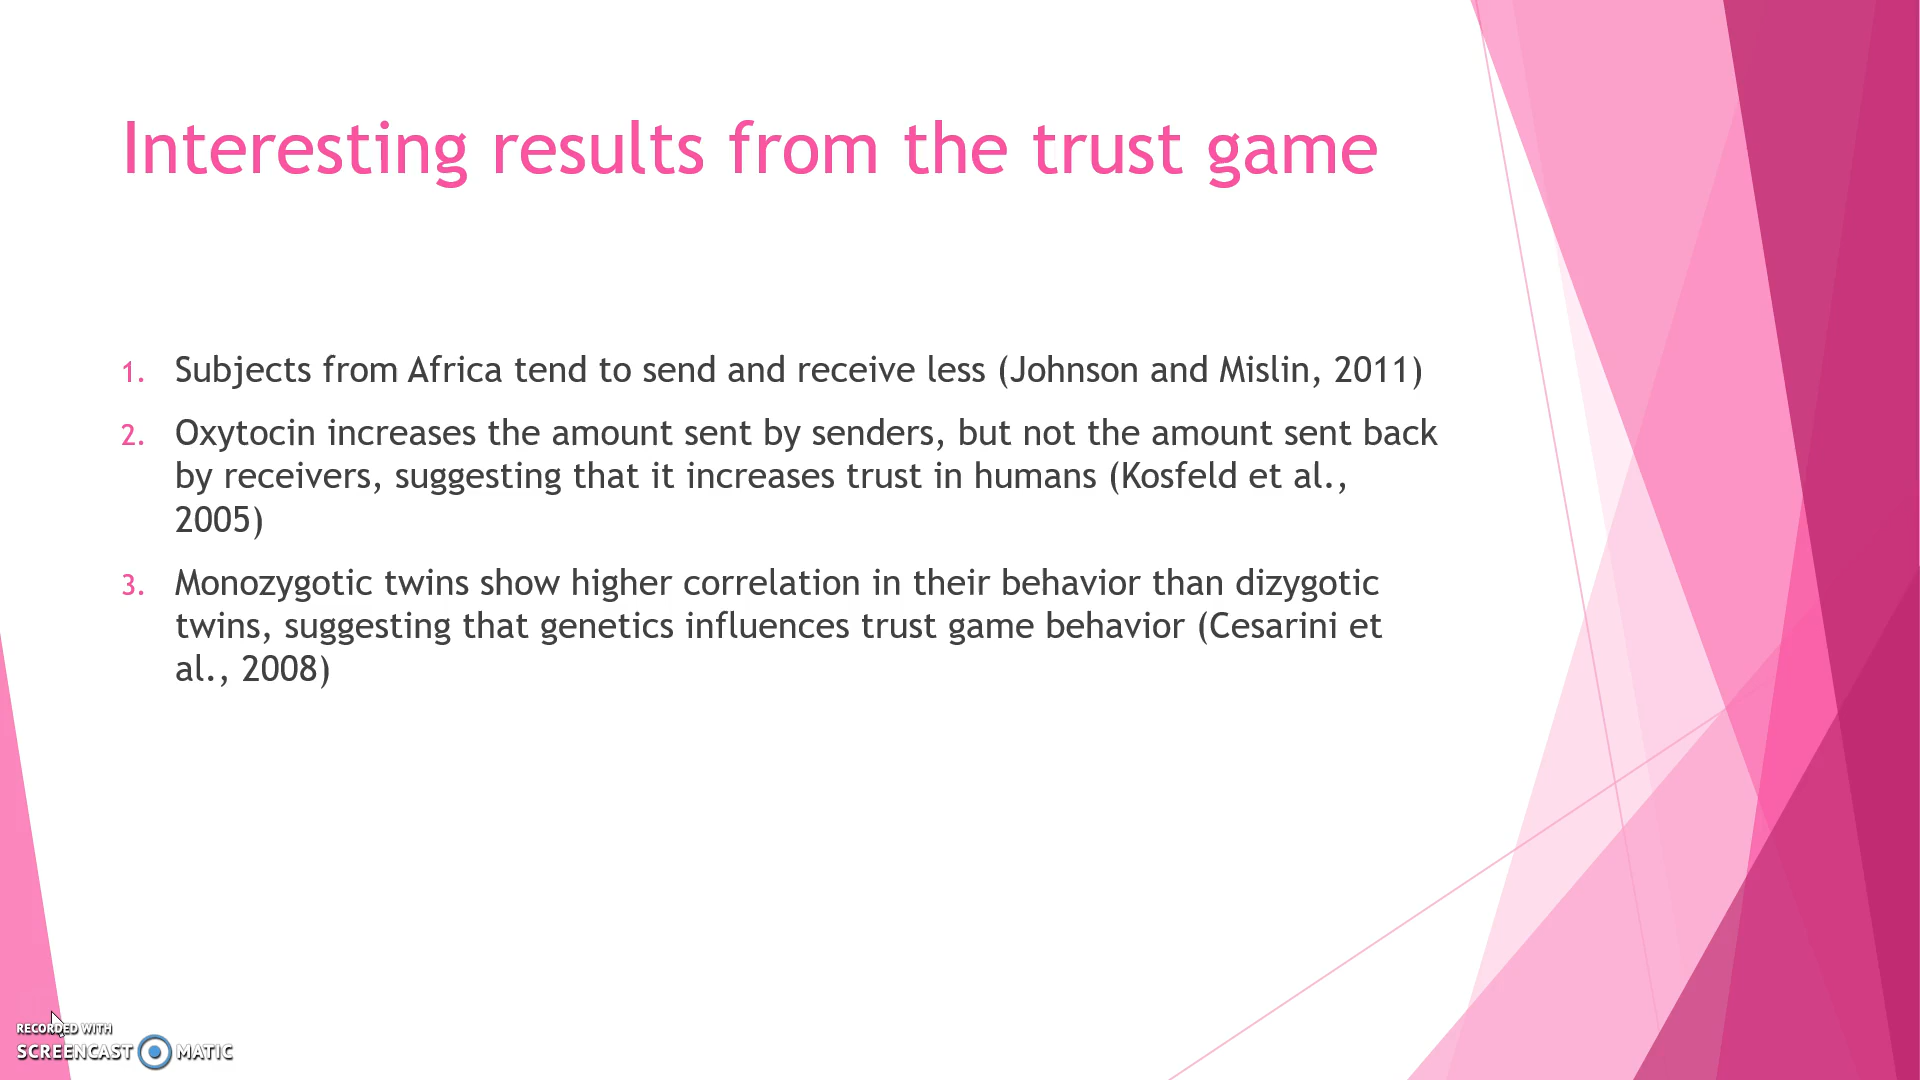 Interesting results from the trust game
1. Subjects from Africa tend to send and receive less (Johnson and Mislin, 2011)
2. Oxytocin increases the amount sent by senders, but not the amount sent back
by receivers, suggesting that it increases trust in humans (Kosfeld et al.,
2005)
3. Monozygotic twins show higher correlation in their behavior than dizygotic
twins, suggesting that genetics influences trust game behavior (Cesarini et
al., 2008)
RECORDED WITH
SCREENCAST MATIC